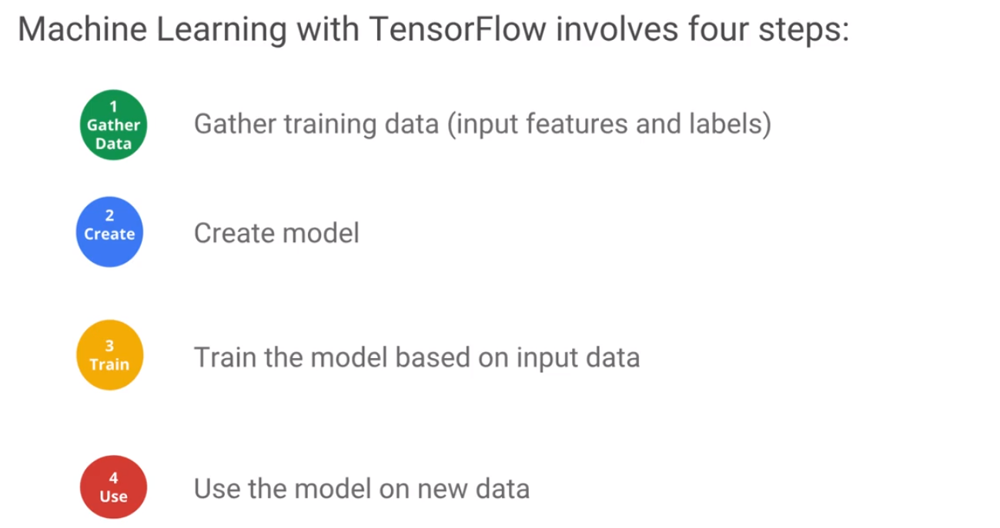 Machine Learning with TensorFlow involves four steps:
1
Gather
Data
Gather training data (input features and labels)
2
Create
Create model
3
Train
Train the model based on input data
4
Use
Use the model on new data